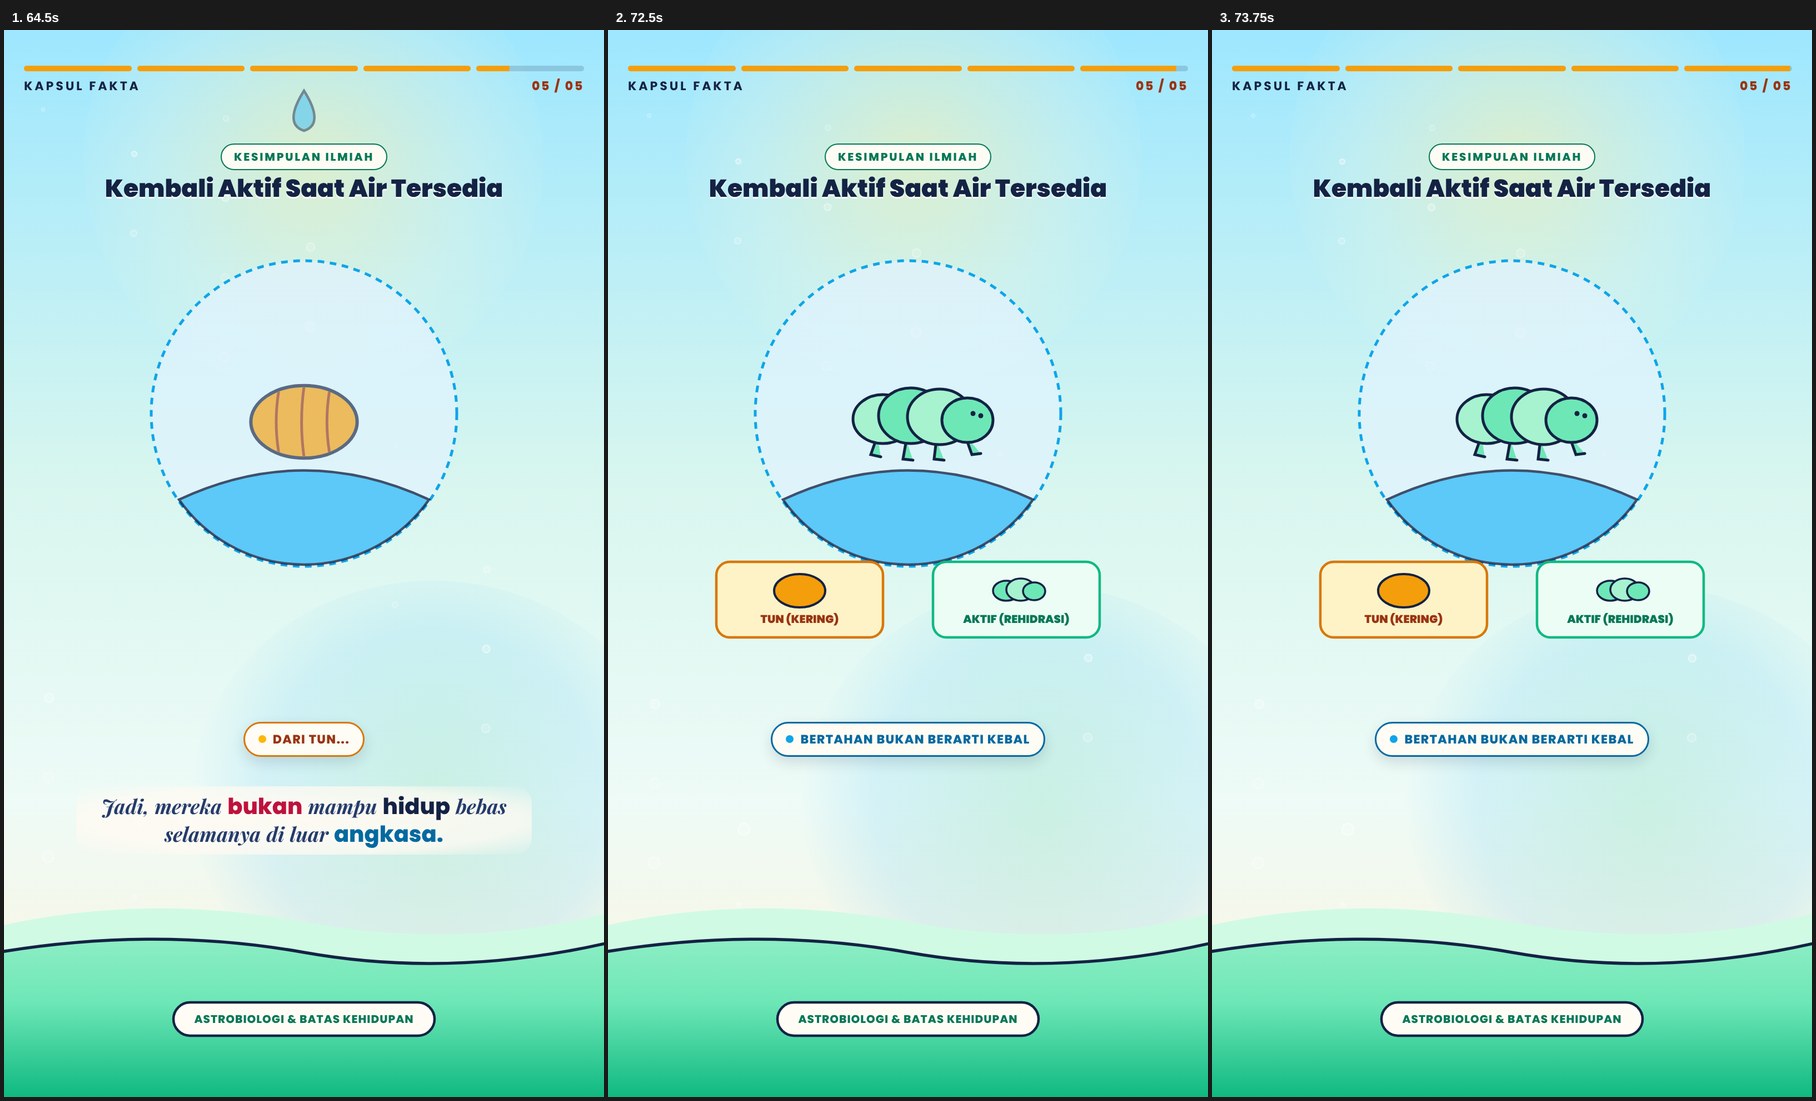 1. 64.5s
KAPSUL FAKTA
05 / 05
KESIMPULAN ILMIAH
Kembali Aktif Saat Air Tersedia
DARI TUN...
Jadi, mereka bukan mampu hidup bebas
selamanya di luar angkasa.
ASTROBIOLOGI & BATAS KEHIDUPAN
2. 72.5s
KAPSUL FAKTA
05 / 05
KESIMPULAN ILMIAH
Kembali Aktif Saat Air Tersedia
TUN (KERING)
AKTIF (REHIDRASI)
BERTAHAN BUKAN BERARTI KEBAL
ASTROBIOLOGI & BATAS KEHIDUPAN
3. 73.75s
KAPSUL FAKTA
05 / 05
KESIMPULAN ILMIAH
Kembali Aktif Saat Air Tersedia
TUN (KERING)
AKTIF (REHIDRASI)
BERTAHAN BUKAN BERARTI KEBAL
ASTROBIOLOGI & BATAS KEHIDUPAN